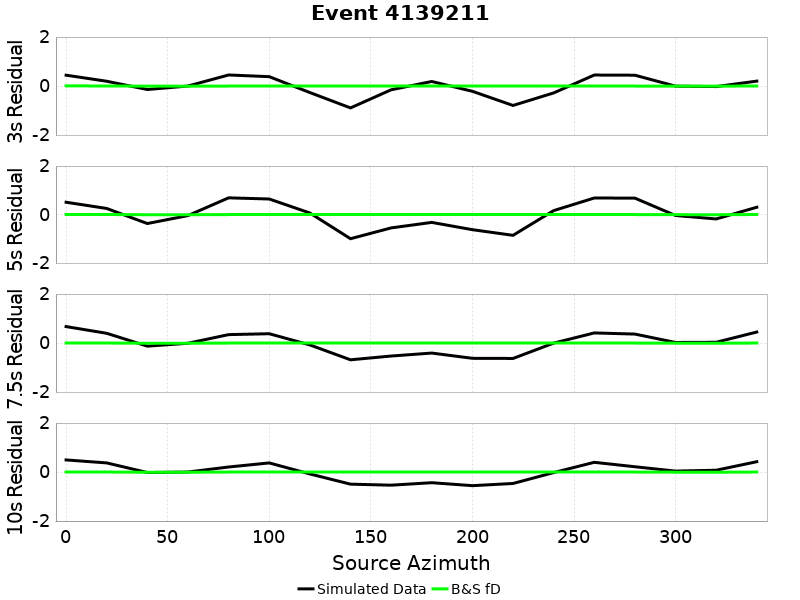 Event 4139211
3s Residual
2
0
-2
5s Residual
2
0
-2
7.5s Residual
2
0
-2
10s Residual
2
0
-2
0 50 100 150 200 250 300
Source Azimuth
Simulated Data B&S fD